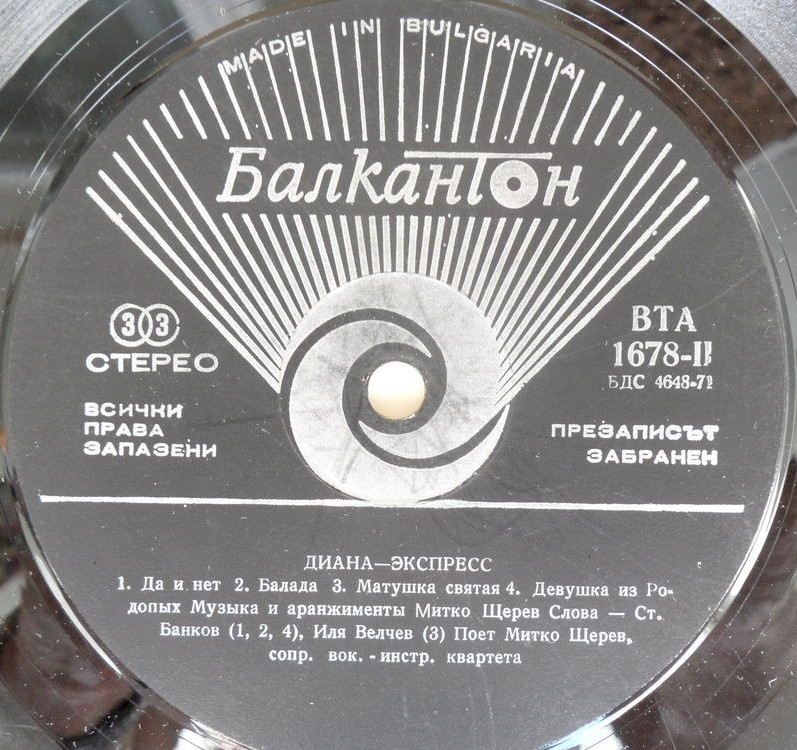 MADE IN BULGARIA
Балкантон
33
СТЕРЕО
ВСИЧКИ
ПРАВА
ЗАПАЗЕНИ
ВТА
1678-II
БДС 4648-71
ПРЕЗАПИСЪТ
ЗАБРАНЕН
ДИАНА—ЭКСПРЕСС
1. Да и нет 2. Балада 3. Матушка святая 4. Девушка из Ро-
допых Музыка и аранжименты Митко Щерев Слова — Ст.
Банков (1, 2, 4), Иля Велчев (3) Поет Митко Щерев,
сопр. вок. - инстр. квартета